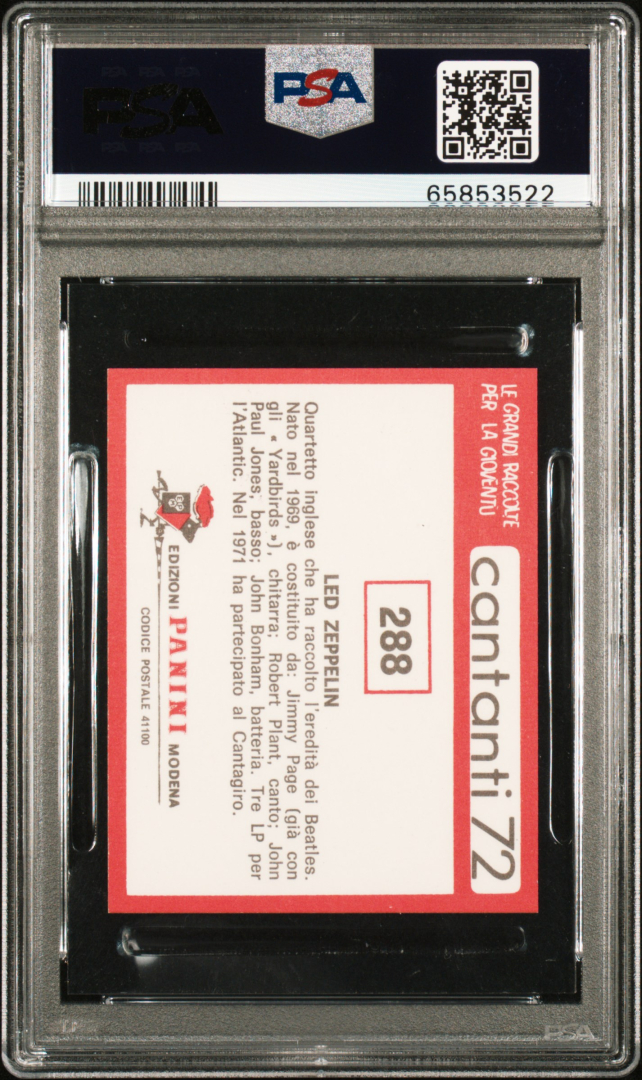 PSA
PSA
65853522
LE GRANDI RACCOLTE
PER LA GIOVENTÙ
cantanti 72
288
LED ZEPPELIN
Quartetto inglese che ha raccolto l'eredità dei Beatles.
Nato nel 1969, è costituito da: Jimmy Page (già con
gli « Yardbirds »), chitarra; Robert Plant, canto; John
Paul Jones; basso; John Bonham, batteria. Tre LP per
l'Atlantic. Nel 1971 ha partecipato al Cantagiro.
EDIZIONI PANINI MODENA
CODICE POSTALE 41100
PSA